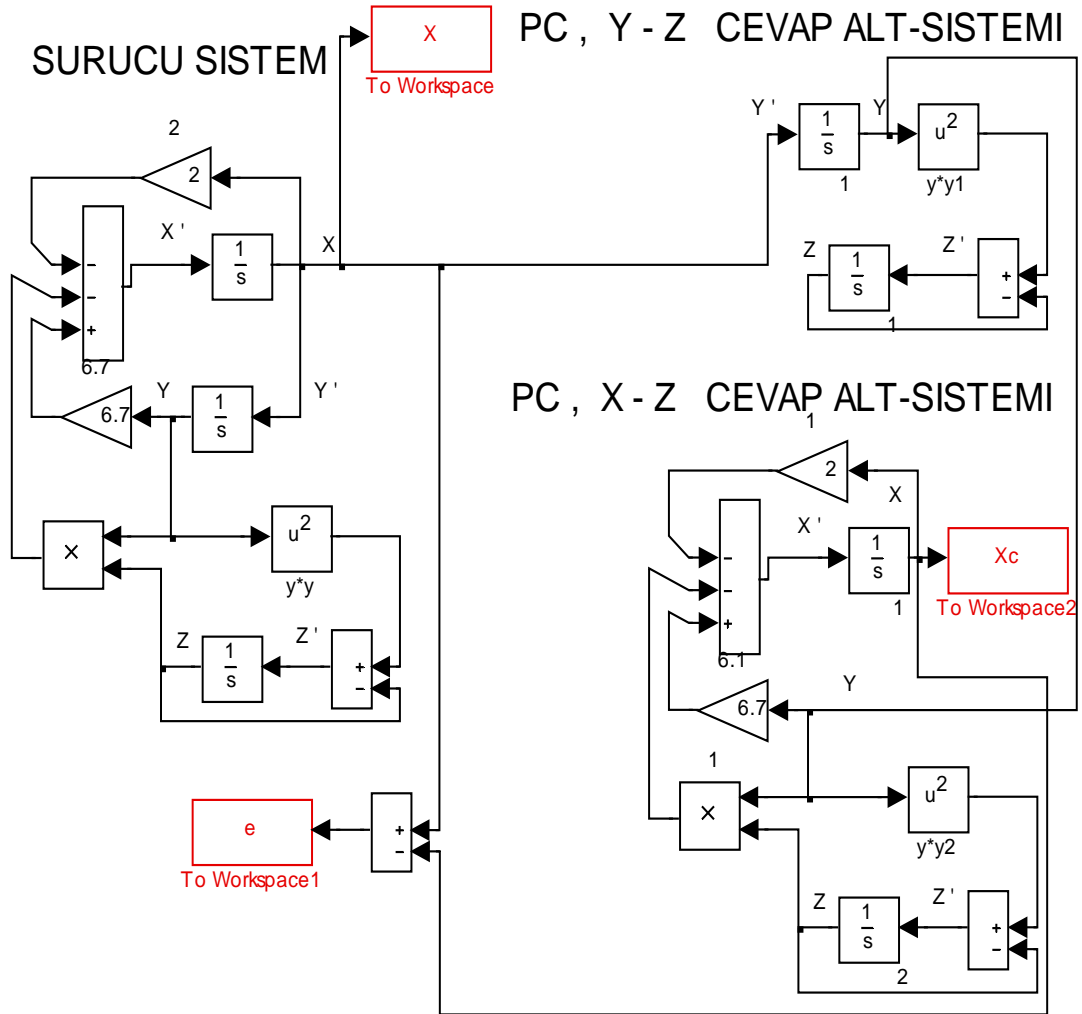 SURUCU SISTEM
X
To Workspace
PC , Y - Z CEVAP ALT-SISTEMI
2
2
X '
1
s
X
-
-
+
6.7
6.7
Y
1
s
Y '
×
u2
y*y
Z
1
s
Z '
+
-
e
To Workspace1
+
-
Y '
1
s
1
Y
u2
y*y1
Z
1
s
1
Z '
+
-
PC , X - Z CEVAP ALT-SISTEMI
1
2
X
X '
1
s
1
Xc
To Workspace2
-
-
+
6.1
6.7
Y
1
×
u2
y*y2
Z
1
s
2
Z '
+
-